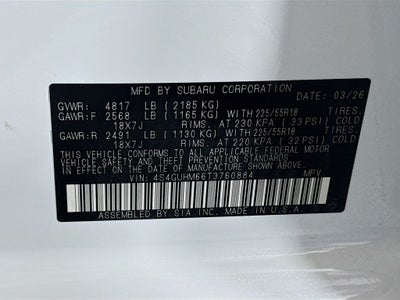 MFD BY SUBARU CORPORATION DATE: 03/26
GVWR: 4817 LB (2185 KG)
GAWR:F 2568 LB (1165 KG) WITH 225/55R18 TIRES.
18X7J RIMS. AT 230 KPA (33 PSI) COLD
GAWR:R 2491 LB (1130 KG) WITH 225/55R18 TIRES.
18X7J RIMS. AT 220 KPA (32 PSI) COLD
THIS VEHICLE CONFORMS TO ALL APPLICABLE FEDERAL MOTOR
VEHICLE SAFETY AND THEFT PREVENTION STANDARDS
IN EFFECT ON THE DATE OF MANUFACTURE SHOWN ABOVE.
VIN: 4S4GUHM66T3760884 MPV
ASSEMBLED BY SIA INC. MADE IN U.S.A.